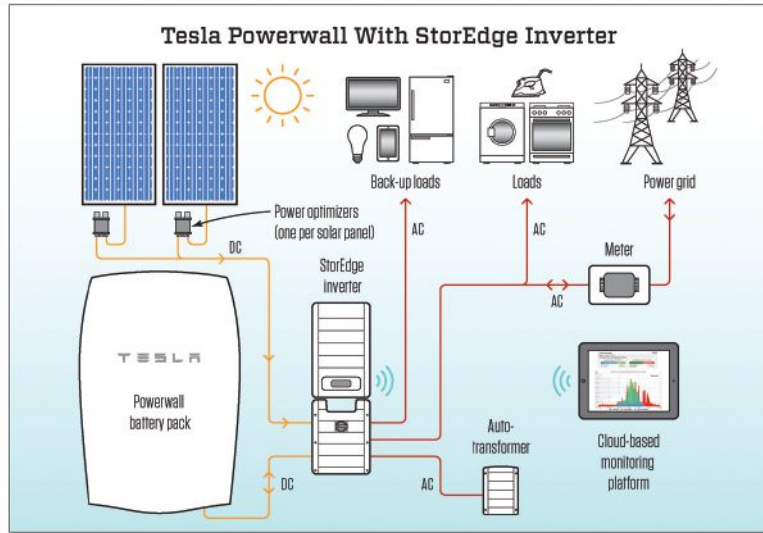 Tesla Powerwall With StorEdge Inverter
Back-up loads
Loads
Power grid
Power optimizers
(one per solar panel)
DC
AC
AC
StorEdge
inverter
Meter
AC
TESLA
Powerwall
battery pack
Auto-
transformer
Cloud-based
monitoring
platform
DC
AC